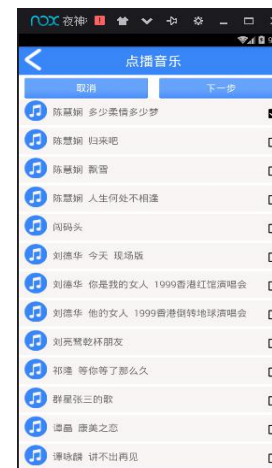 nox 夜神
点播音乐
取消 下一步
陈慧娴 多少柔情多少梦
陈慧娴 归来吧
陈慧娴 飘雪
陈慧娴 人生何处不相逢
闯码头
刘德华 今天 现场版
刘德华 你是我的女人 1999香港红馆演唱会
刘德华 他的女人 1999香港倒转地球演唱会
刘亮鹭乾杯朋友
祁隆 等你等了那么久
群星张三的歌
谭晶 康美之恋
谭咏麟 讲不出再见